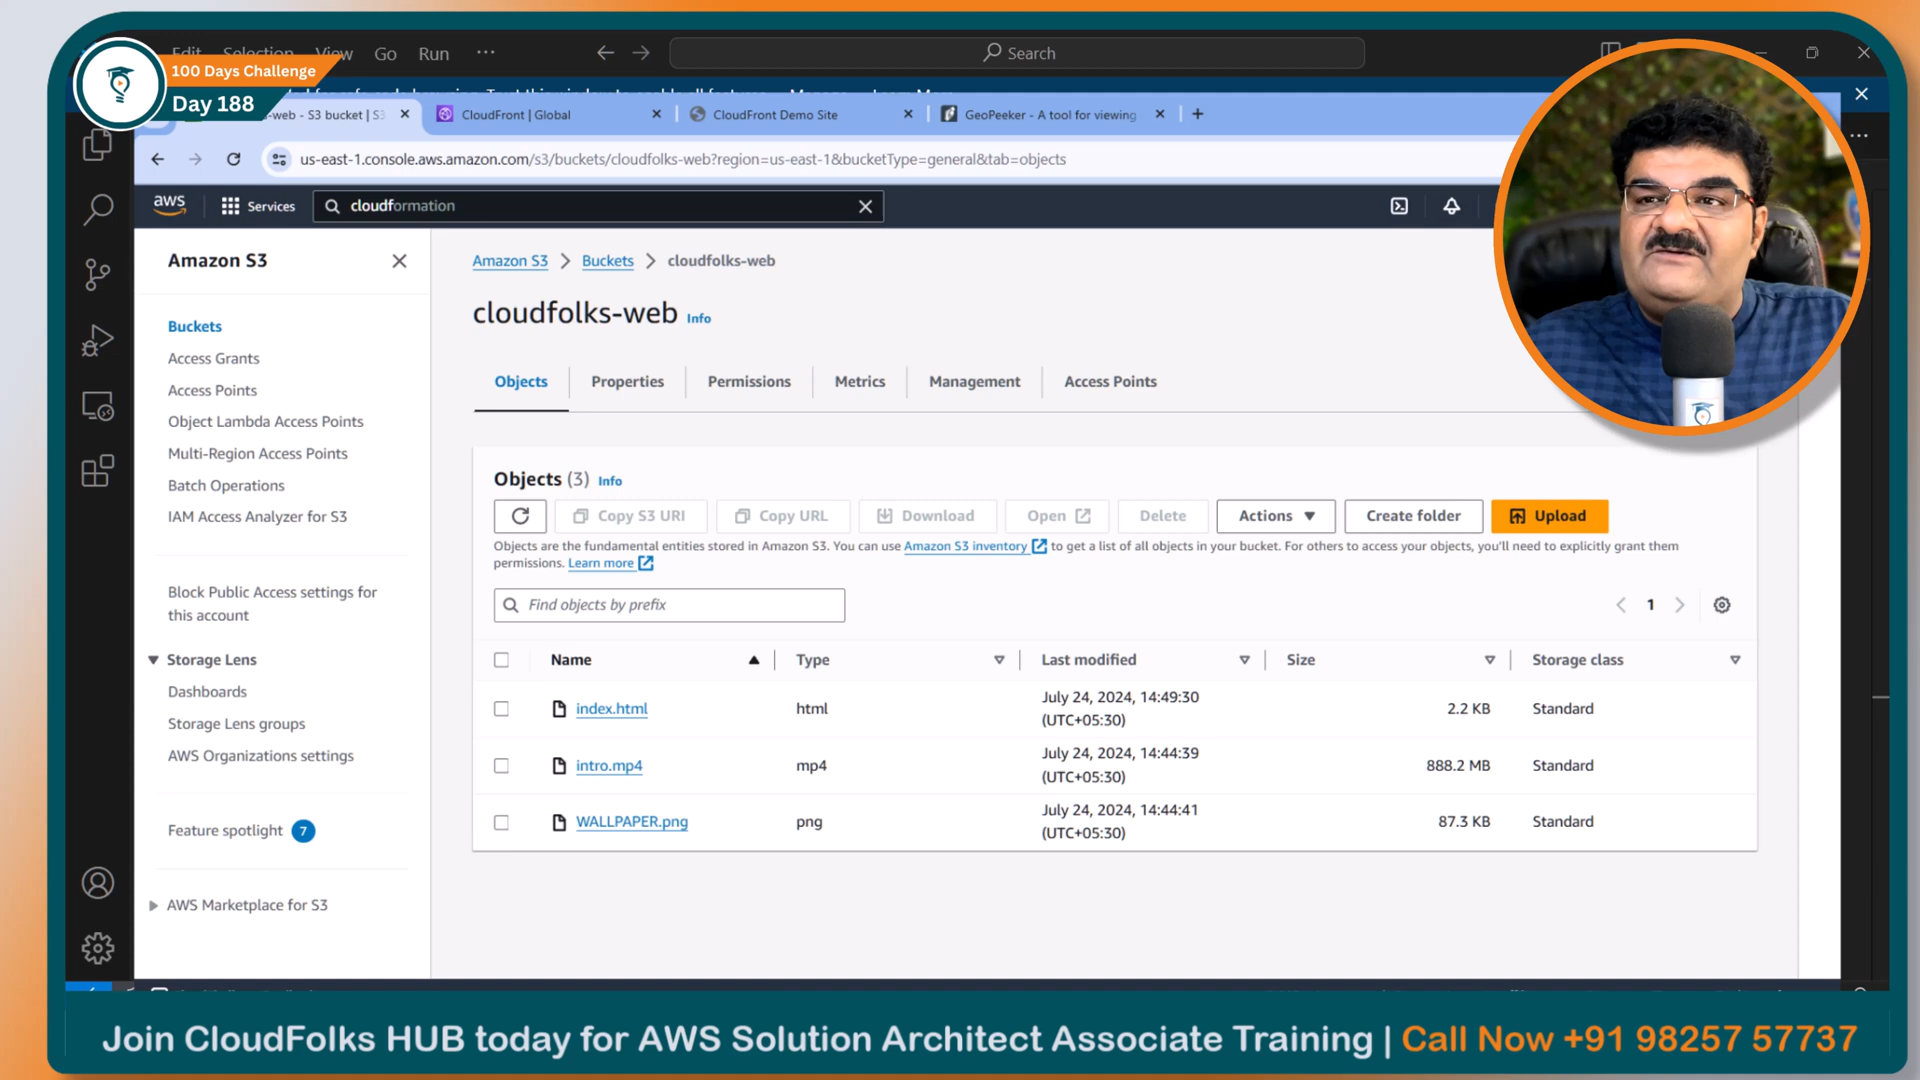 Edit Selection View Go Run ··· Search
100 Days Challenge
Day 188
-web - S3 bucket | S3
CloudFront | Global
CloudFront Demo Site
GeoPeeker - A tool for viewing
us-east-1.console.aws.amazon.com/s3/buckets/cloudfolks-web?region=us-east-1&bucketType=general&tab=objects
aws
Services
cloudformation
Amazon S3
Buckets
Access Grants
Access Points
Object Lambda Access Points
Multi-Region Access Points
Batch Operations
IAM Access Analyzer for S3
Block Public Access settings for
this account
Storage Lens
Dashboards
Storage Lens groups
AWS Organizations settings
Feature spotlight 7
AWS Marketplace for S3
Amazon S3 > Buckets > cloudfolks-web
cloudfolks-web Info
Objects Properties Permissions Metrics Management Access Points
Objects (3) Info
Copy S3 URI Copy URL Download Open Delete Actions Create folder Upload
Objects are the fundamental entities stored in Amazon S3. You can use Amazon S3 inventory to get a list of all objects in your bucket. For others to access your objects, you'll need to explicitly grant them
permissions. Learn more
Find objects by prefix
1
Name Type Last modified Size Storage class
index.html html July 24, 2024, 14:49:30 (UTC+05:30) 2.2 KB Standard
intro.mp4 mp4 July 24, 2024, 14:44:39 (UTC+05:30) 888.2 MB Standard
WALLPAPER.png png July 24, 2024, 14:44:41 (UTC+05:30) 87.3 KB Standard
Join CloudFolks HUB today for AWS Solution Architect Associate Training | Call Now +91 98257 57737